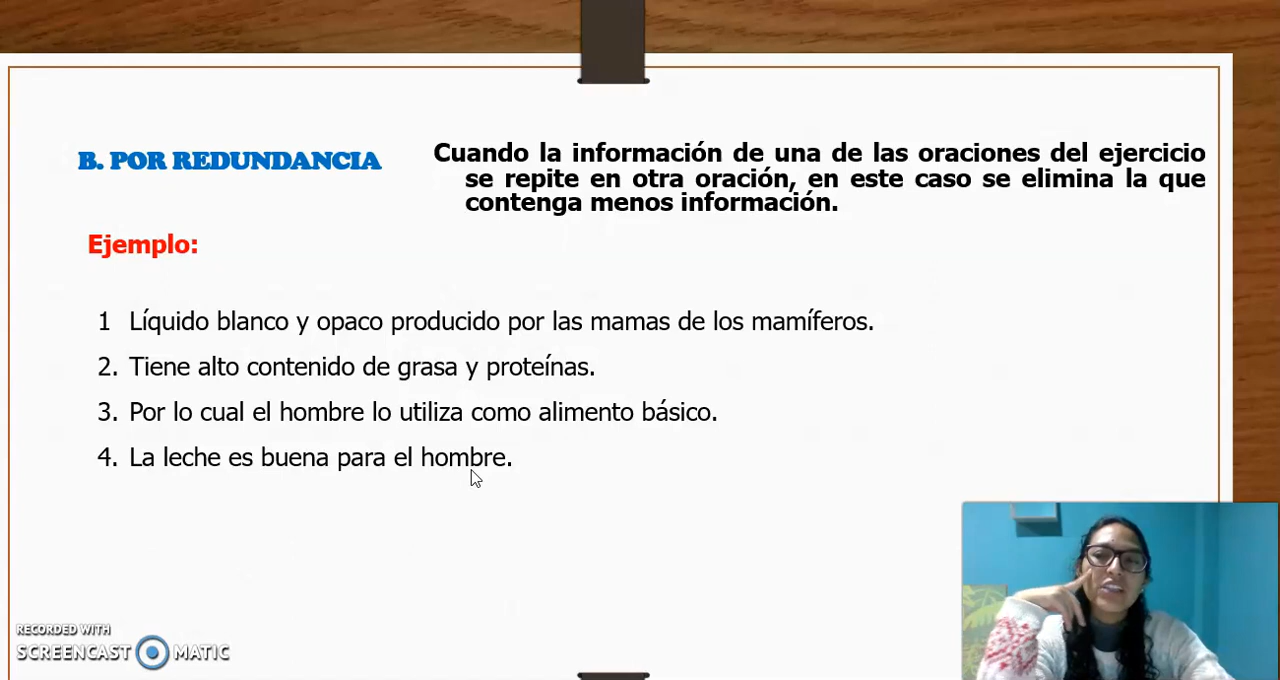 B. POR REDUNDANCIA
Cuando la información de una de las oraciones del ejercicio
se repite en otra oración, en este caso se elimina la que
contenga menos información.
Ejemplo:
1 Líquido blanco y opaco producido por las mamas de los mamíferos.
2. Tiene alto contenido de grasa y proteínas.
3. Por lo cual el hombre lo utiliza como alimento básico.
4. La leche es buena para el hombre.
RECORDED WITH
SCREENCAST MATIC